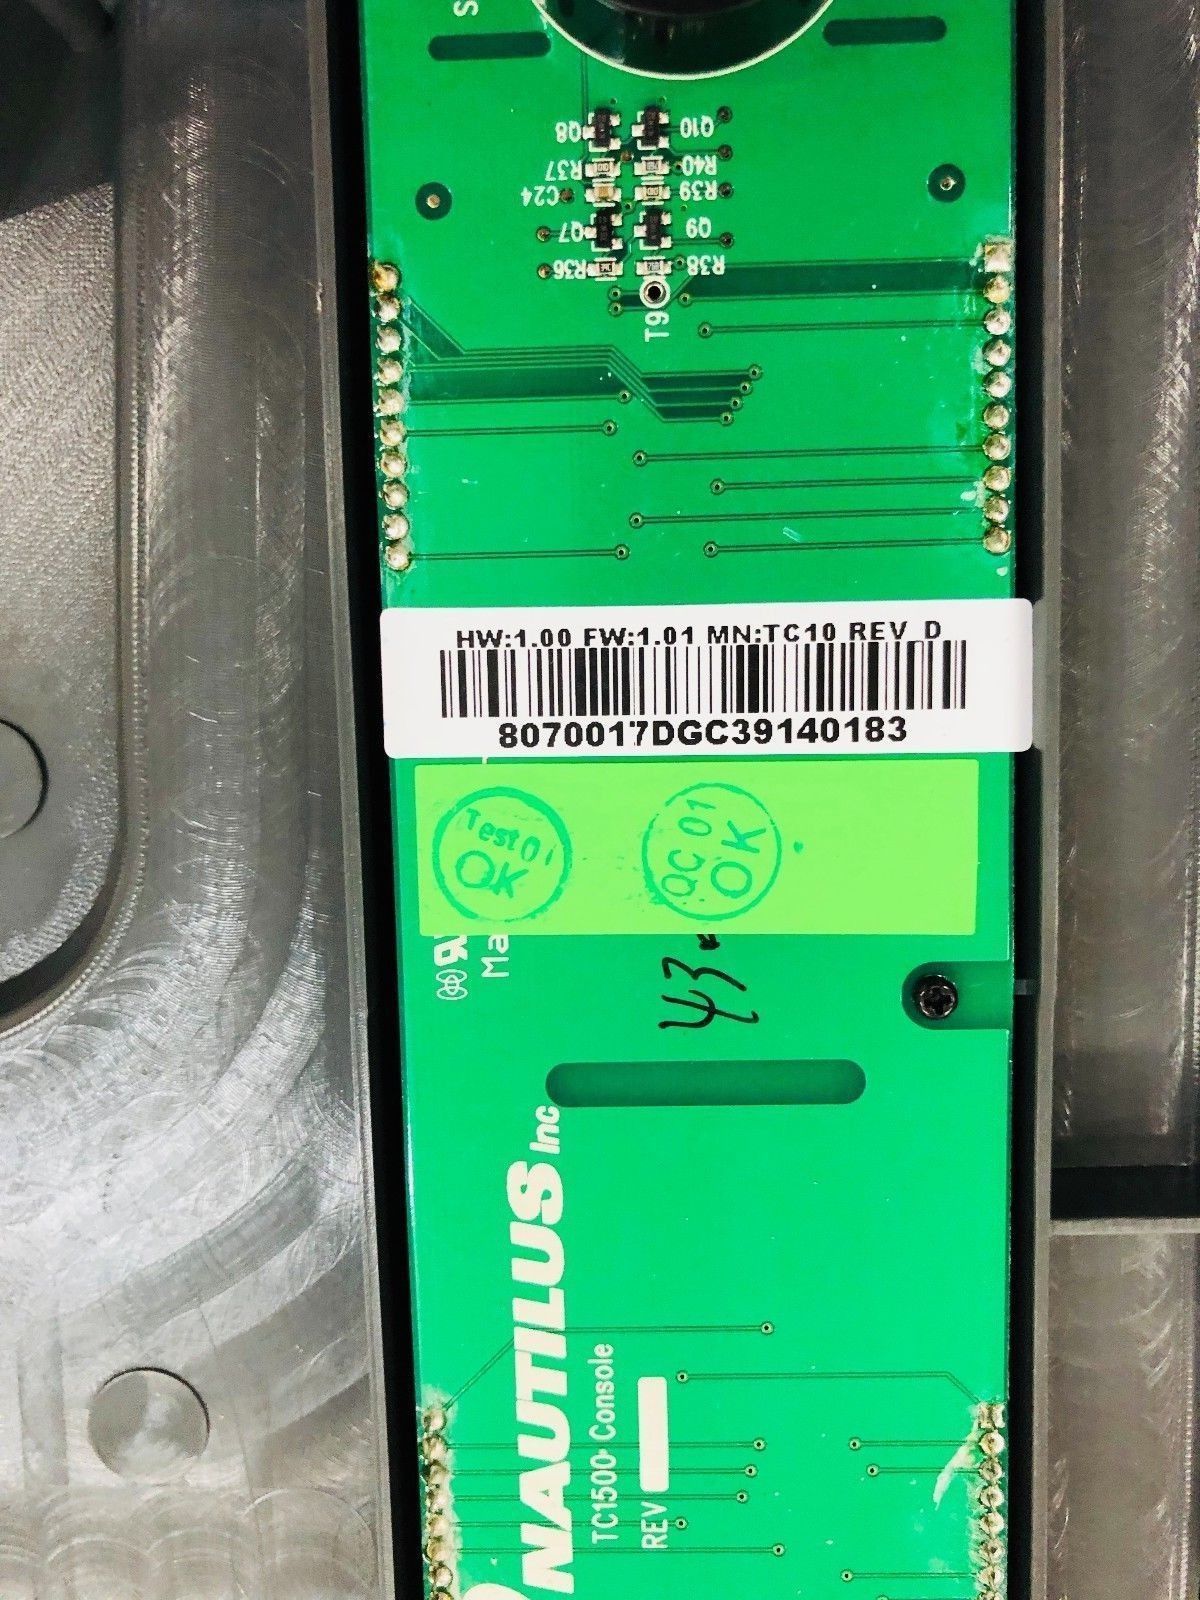 S
Q8
Q10
R37
R40
C24
R39
Q7
Q9
R36
R38
T9
HW:1.00 FW:1.01 MN:TC10 REV D
8070017DGC39140183
Test 01
OK
QC 01
OK
Ma
43
NAUTILUS Inc
TC1500 Console
REV